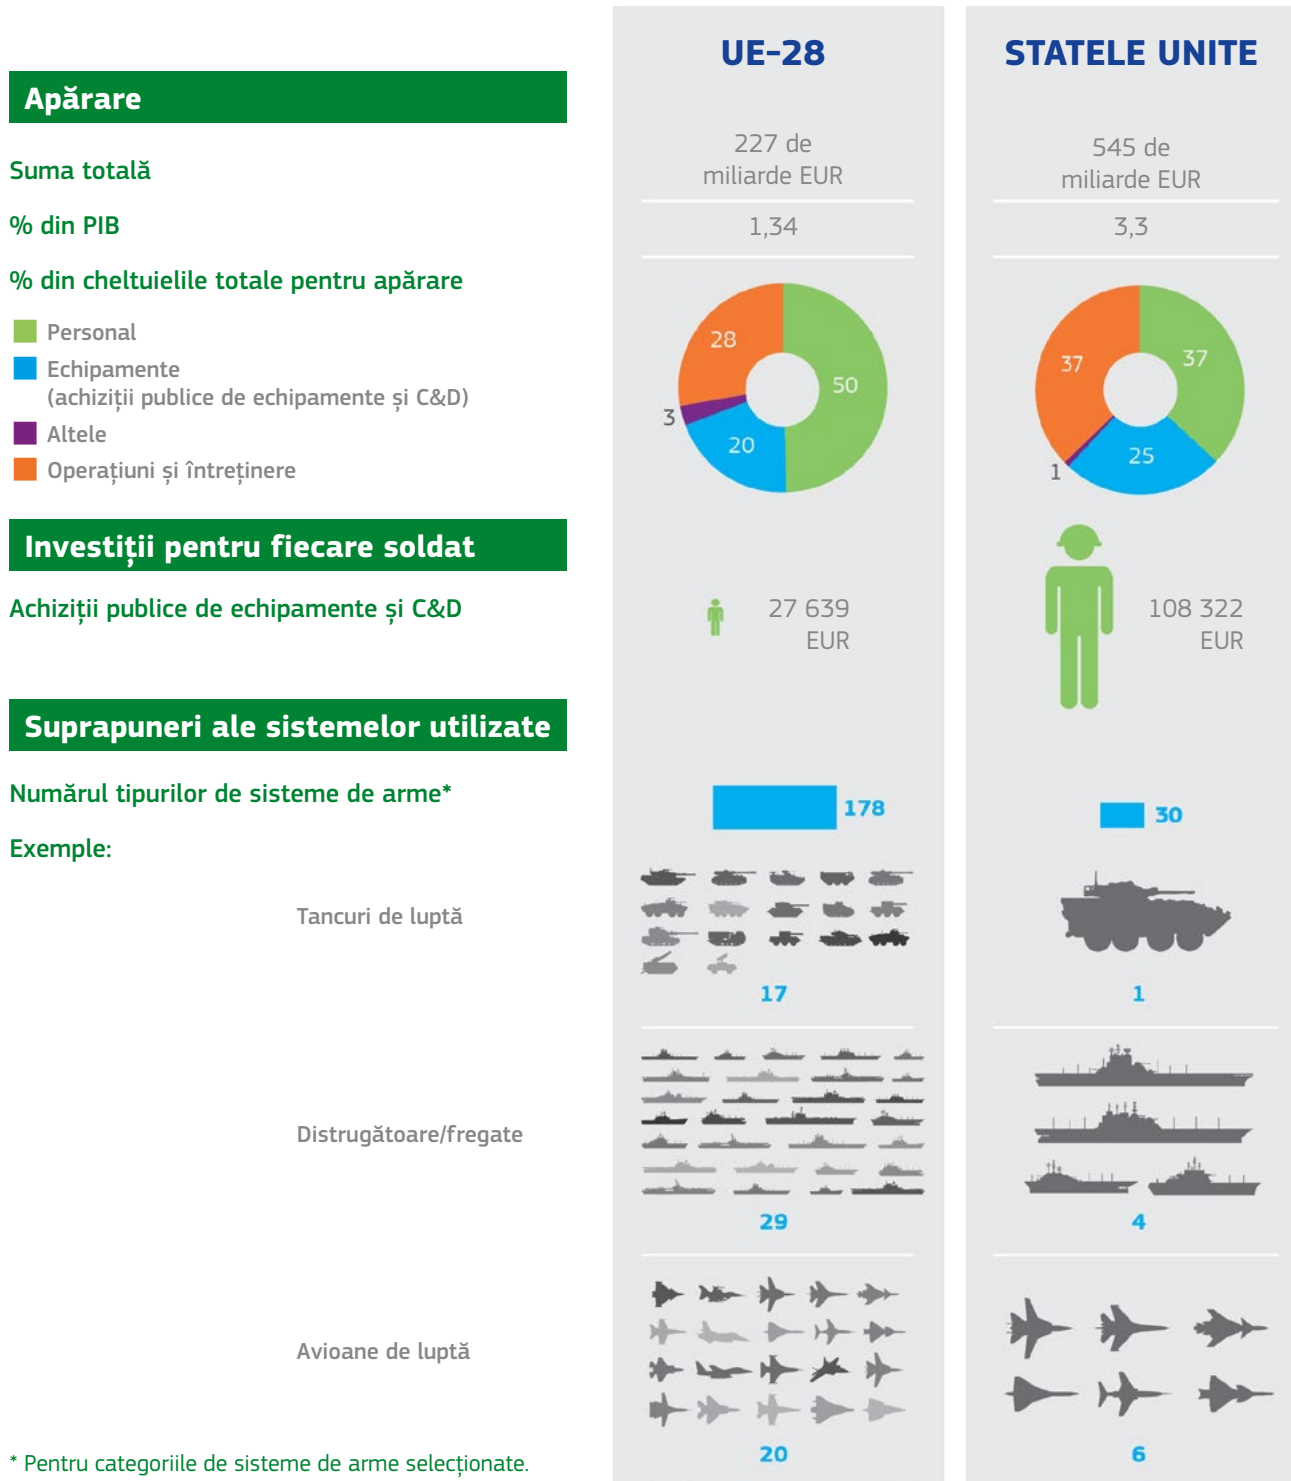 UE-28
STATELE UNITE
Apărare
Suma totală
227 de
miliarde EUR
545 de
miliarde EUR
% din PIB
1,34
3,3
% din cheltuielile totale pentru apărare
Personal
Echipamente
(achiziții publice de echipamente și C&D)
Altele
Operațiuni și întreținere
28
50
3
20
37
37
1
25
Investiții pentru fiecare soldat
Achiziții publice de echipamente și C&D
27 639
EUR
108 322
EUR
Suprapuneri ale sistemelor utilizate
Numărul tipurilor de sisteme de arme*
178
30
Exemple:
Tancuri de luptă
17
1
Distrugătoare/fregate
29
4
Avioane de luptă
20
6
* Pentru categoriile de sisteme de arme selecționate.